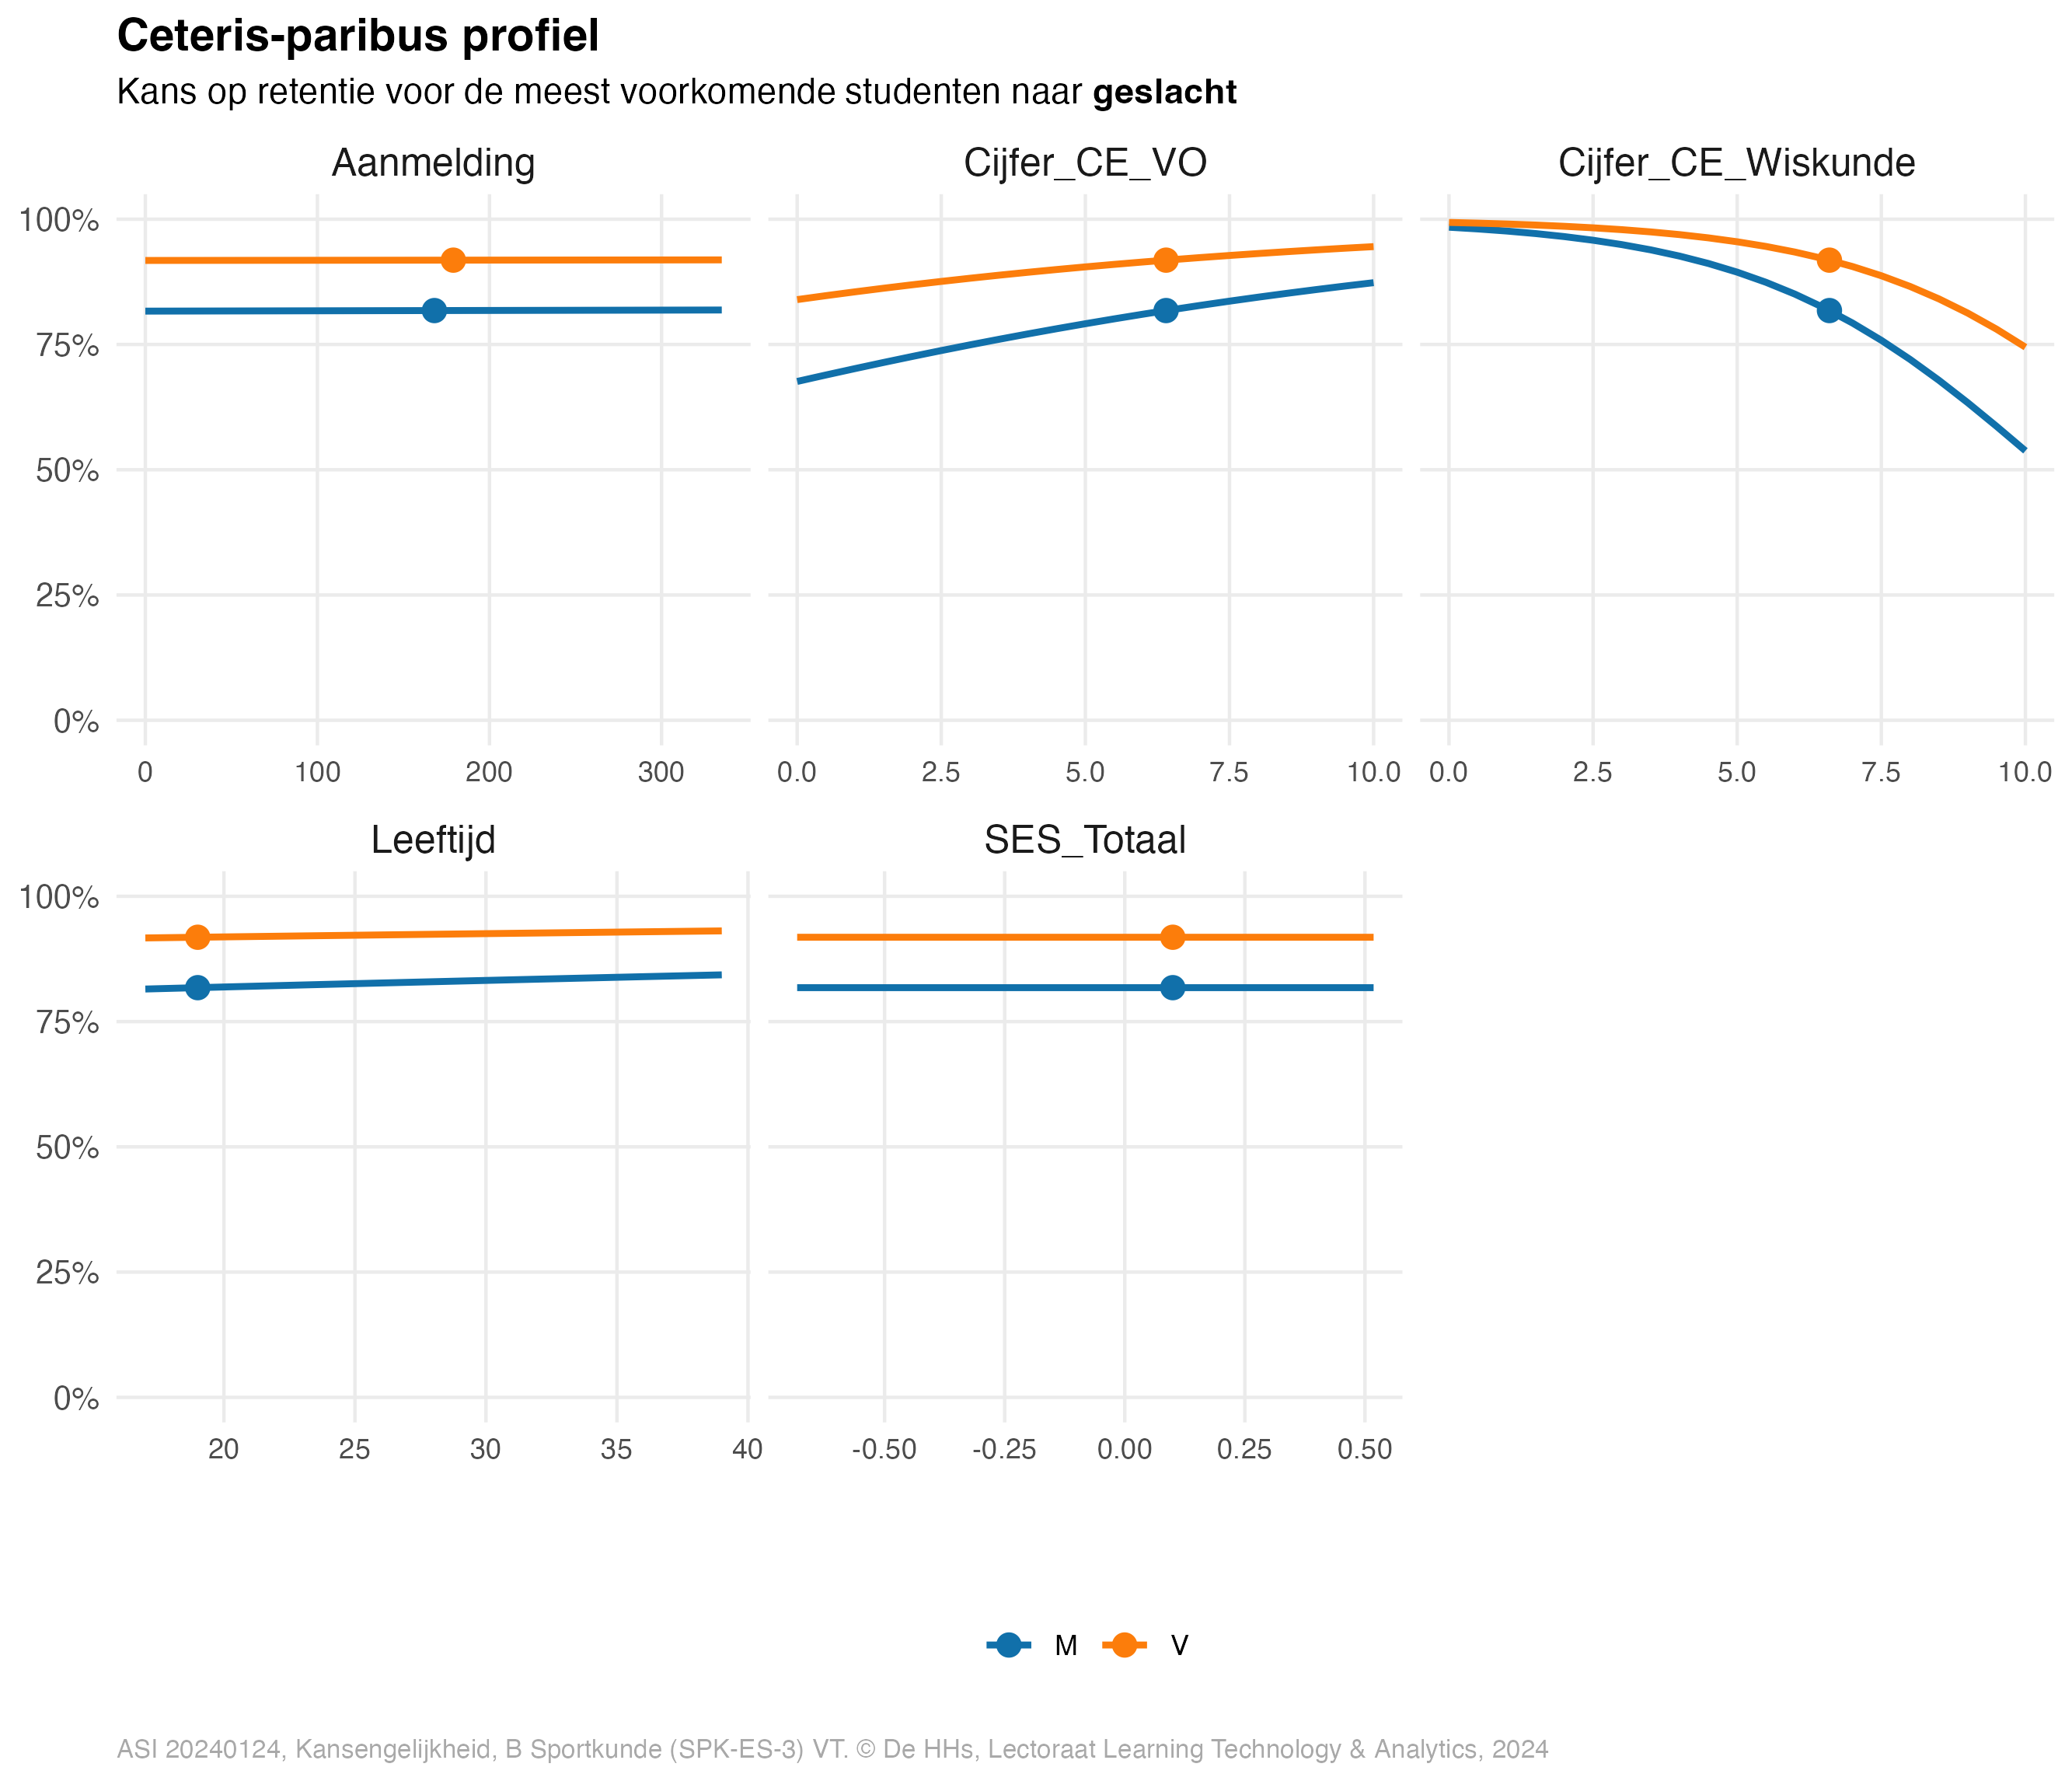 Ceteris-paribus profiel
Kans op retentie voor de meest voorkomende studenten naar geslacht
Aanmelding
Cijfer_CE_VO
Cijfer_CE_Wiskunde
100%
75%
50%
25%
0%
0 100 200 300
0.0 2.5 5.0 7.5 10.0
0.0 2.5 5.0 7.5 10.0
Leeftijd
SES_Totaal
100%
75%
50%
25%
0%
20 25 30 35 40
-0.50 -0.25 0.00 0.25 0.50
M V
ASI 20240124, Kansengelijkheid, B Sportkunde (SPK-ES-3) VT. © De HHs, Lectoraat Learning Technology & Analytics, 2024